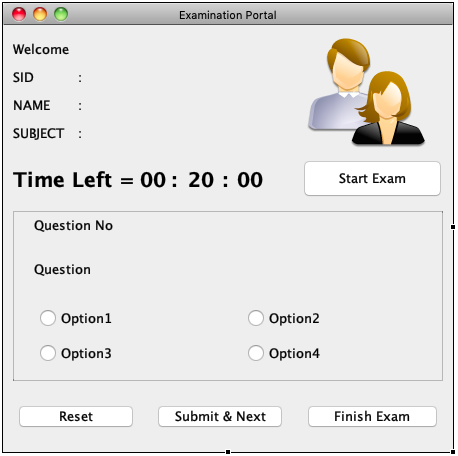 Examination Portal
Welcome
SID :
NAME :
SUBJECT :
Time Left = 00 : 20 : 00
Start Exam
Question No
Question
Option1 Option2
Option3 Option4
Reset Submit & Next Finish Exam